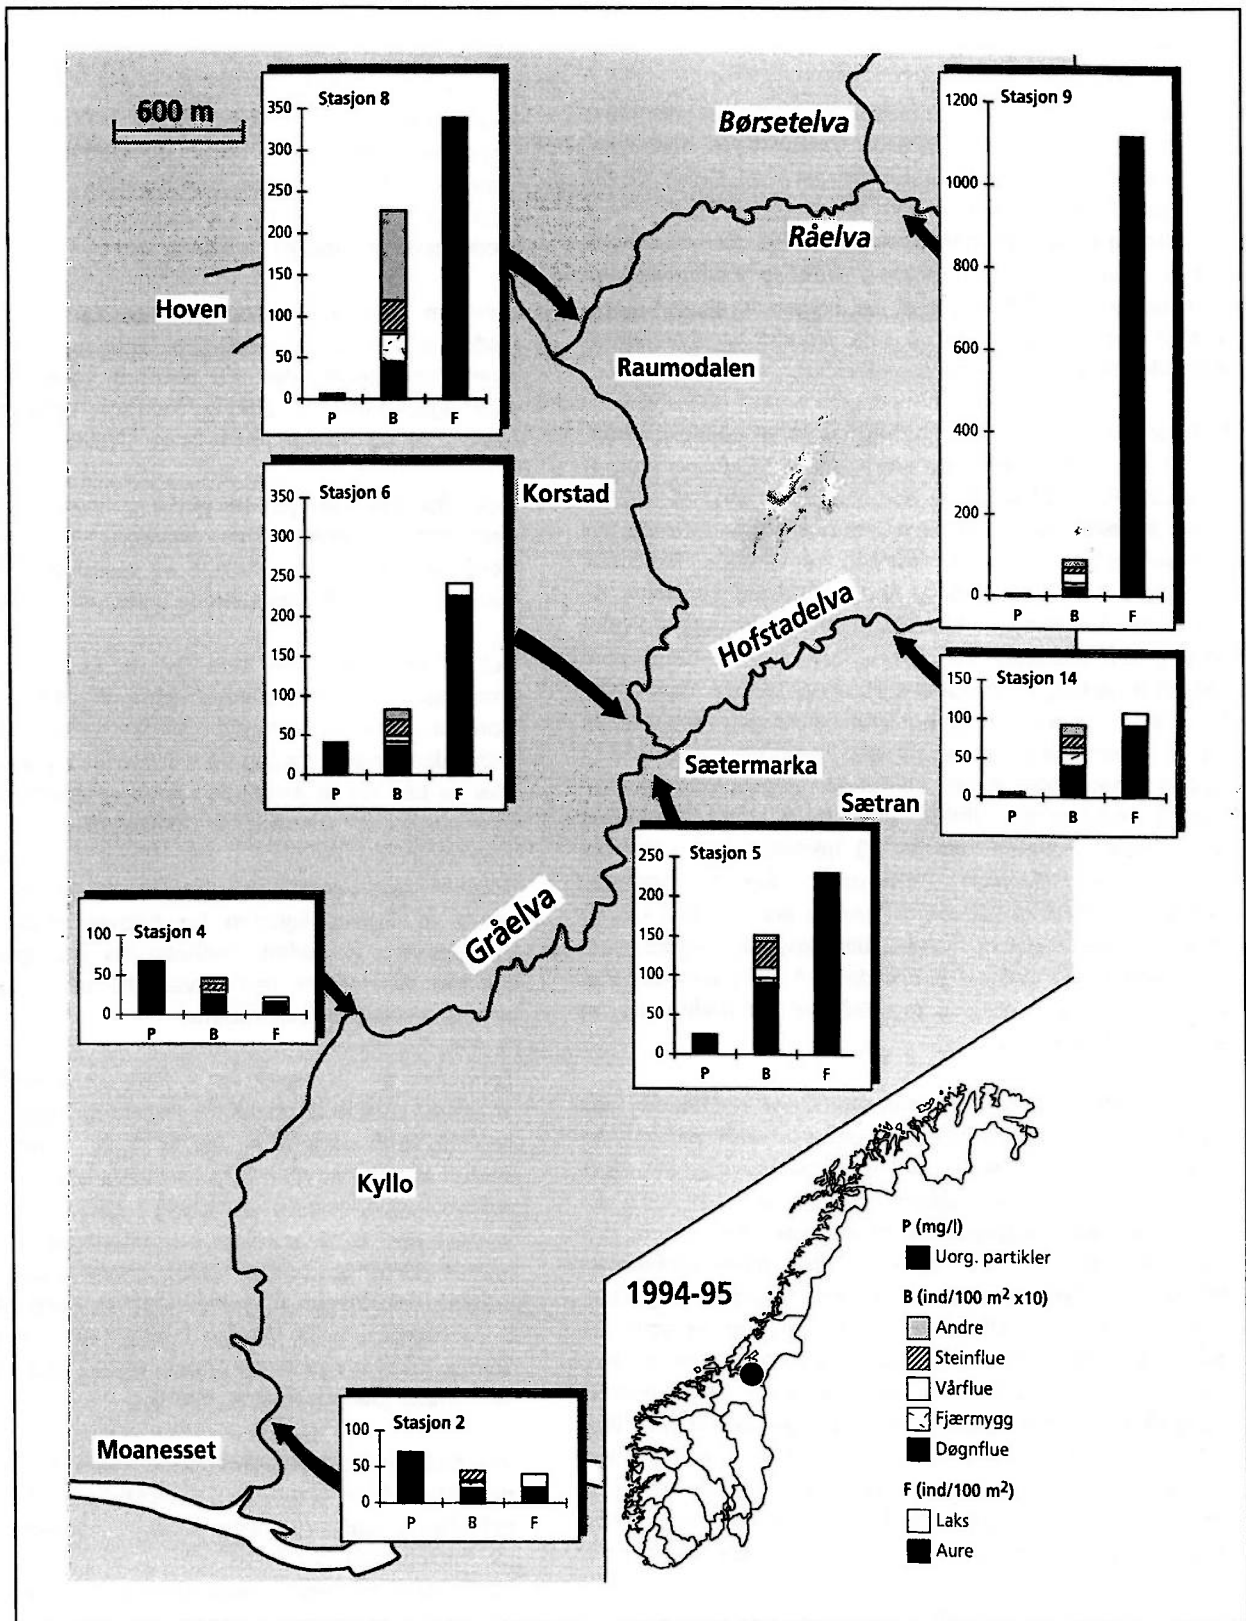 600 m
Stasjon 8
350
300
250
200
150
100
50
0
P B F
Børsetelva
Råelva
Stasjon 9
1200
1000
800
600
400
200
0
P B F
Hoven
Raumodalen
Korstad
Stasjon 6
350
300
250
200
150
100
50
0
P B F
Hofstadelva
Stasjon 14
150
100
50
0
P B F
Sætermarka
Sætran
Stasjon 5
250
200
150
100
50
0
P B F
Gråelva
Stasjon 4
100
50
0
P B F
Kyllo
Moanesset
Stasjon 2
100
50
0
P B F
1994-95
P (mg/l)
Uorg. partikler
B (ind/100 m² x10)
Andre
Steinflue
Vårflue
Fjærmygg
Døgnflue
F (ind/100 m²)
Laks
Aure